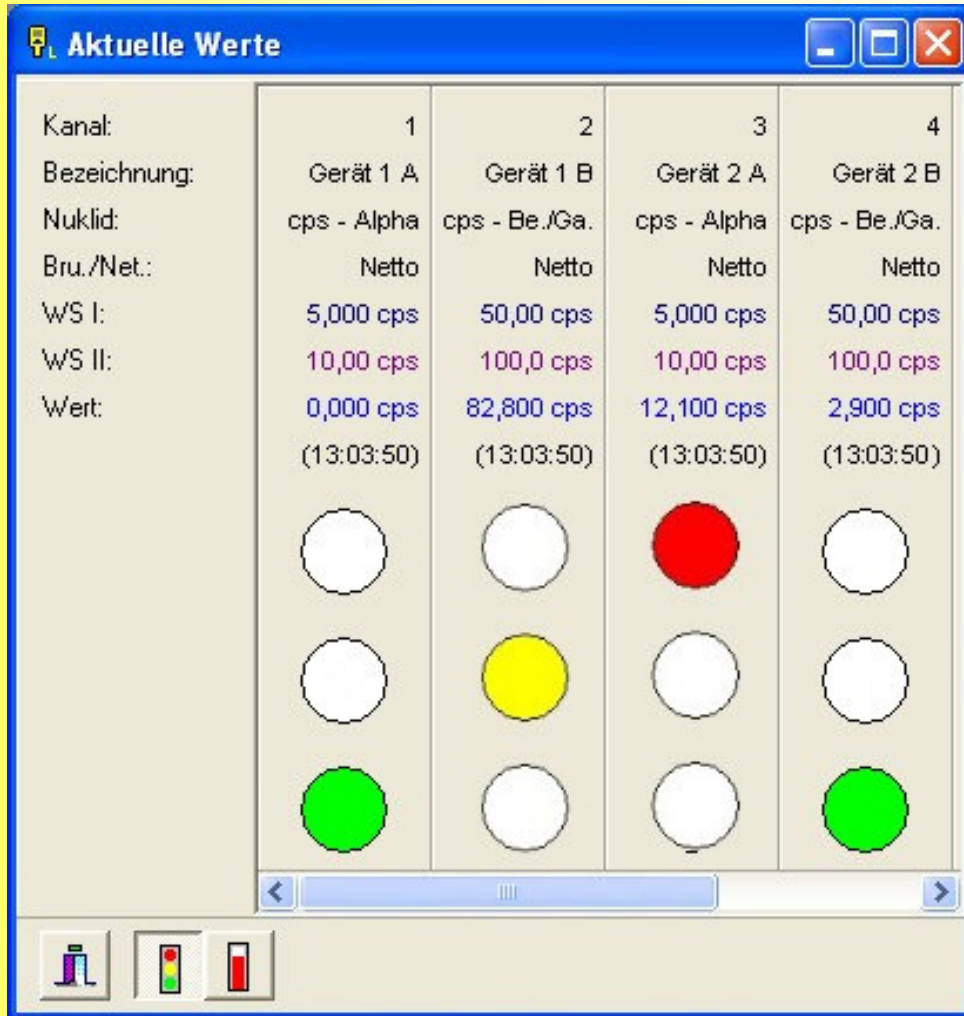 Aktuelle Werte
Kanal: 1 2 3 4
Bezeichnung: Gerät 1 A Gerät 1 B Gerät 2 A Gerät 2 B
Nuklid: cps - Alpha cps - Be./Ga. cps - Alpha cps - Be./Ga.
Bru./Net.: Netto Netto Netto Netto
WS I: 5,000 cps 50,00 cps 5,000 cps 50,00 cps
WS II: 10,00 cps 100,0 cps 10,00 cps 100,0 cps
Wert: 0,000 cps 82,800 cps 12,100 cps 2,900 cps
(13:03:50) (13:03:50) (13:03:50) (13:03:50)